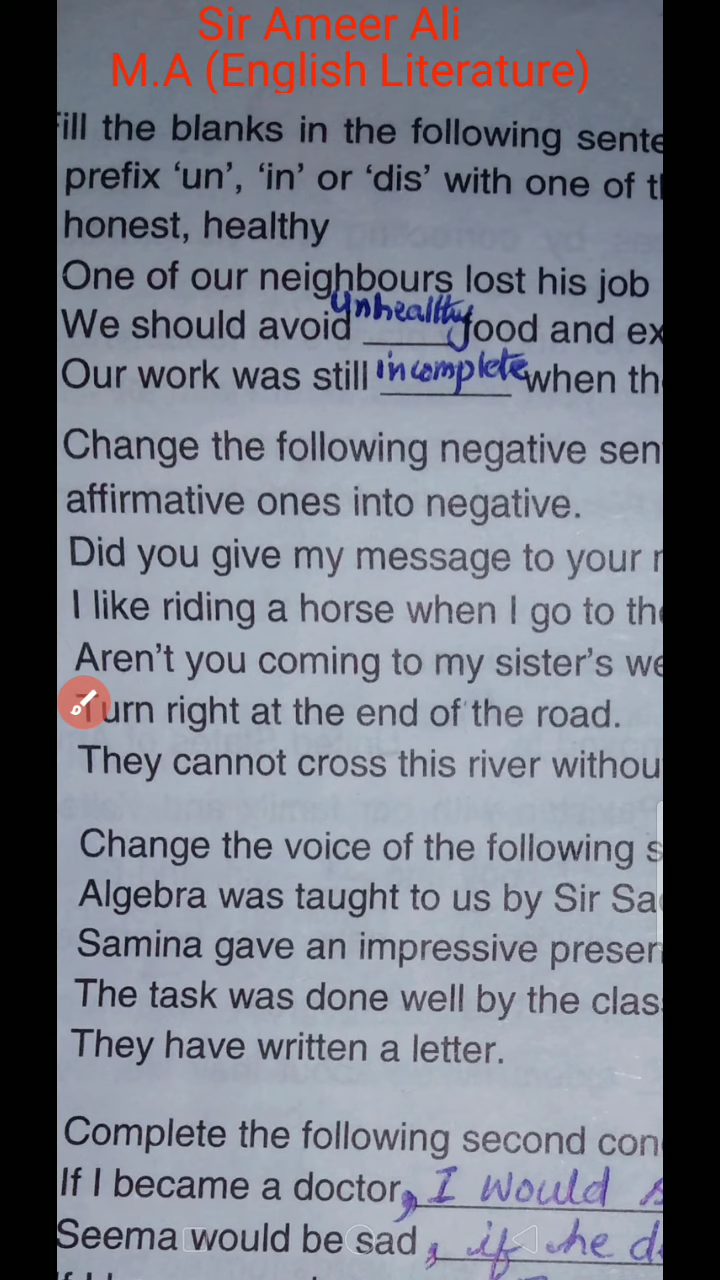 Sir Ameer Ali
M.A (English Literature)
ill the blanks in the following sente
prefix ‘un’, ‘in’ or ‘dis’ with one of t
honest, healthy
One of our neighbours lost his job
We should avoid unhealthy food and ex
Our work was still incomplete when th
Change the following negative sen
affirmative ones into negative.
Did you give my message to your
I like riding a horse when I go to the
Aren’t you coming to my sister’s we
Turn right at the end of the road.
They cannot cross this river withou
Change the voice of the following s
Algebra was taught to us by Sir Sa
Samina gave an impressive presen
The task was done well by the clas
They have written a letter.
Complete the following second con
If I became a doctor, I would s
Seema would be sad, if he d